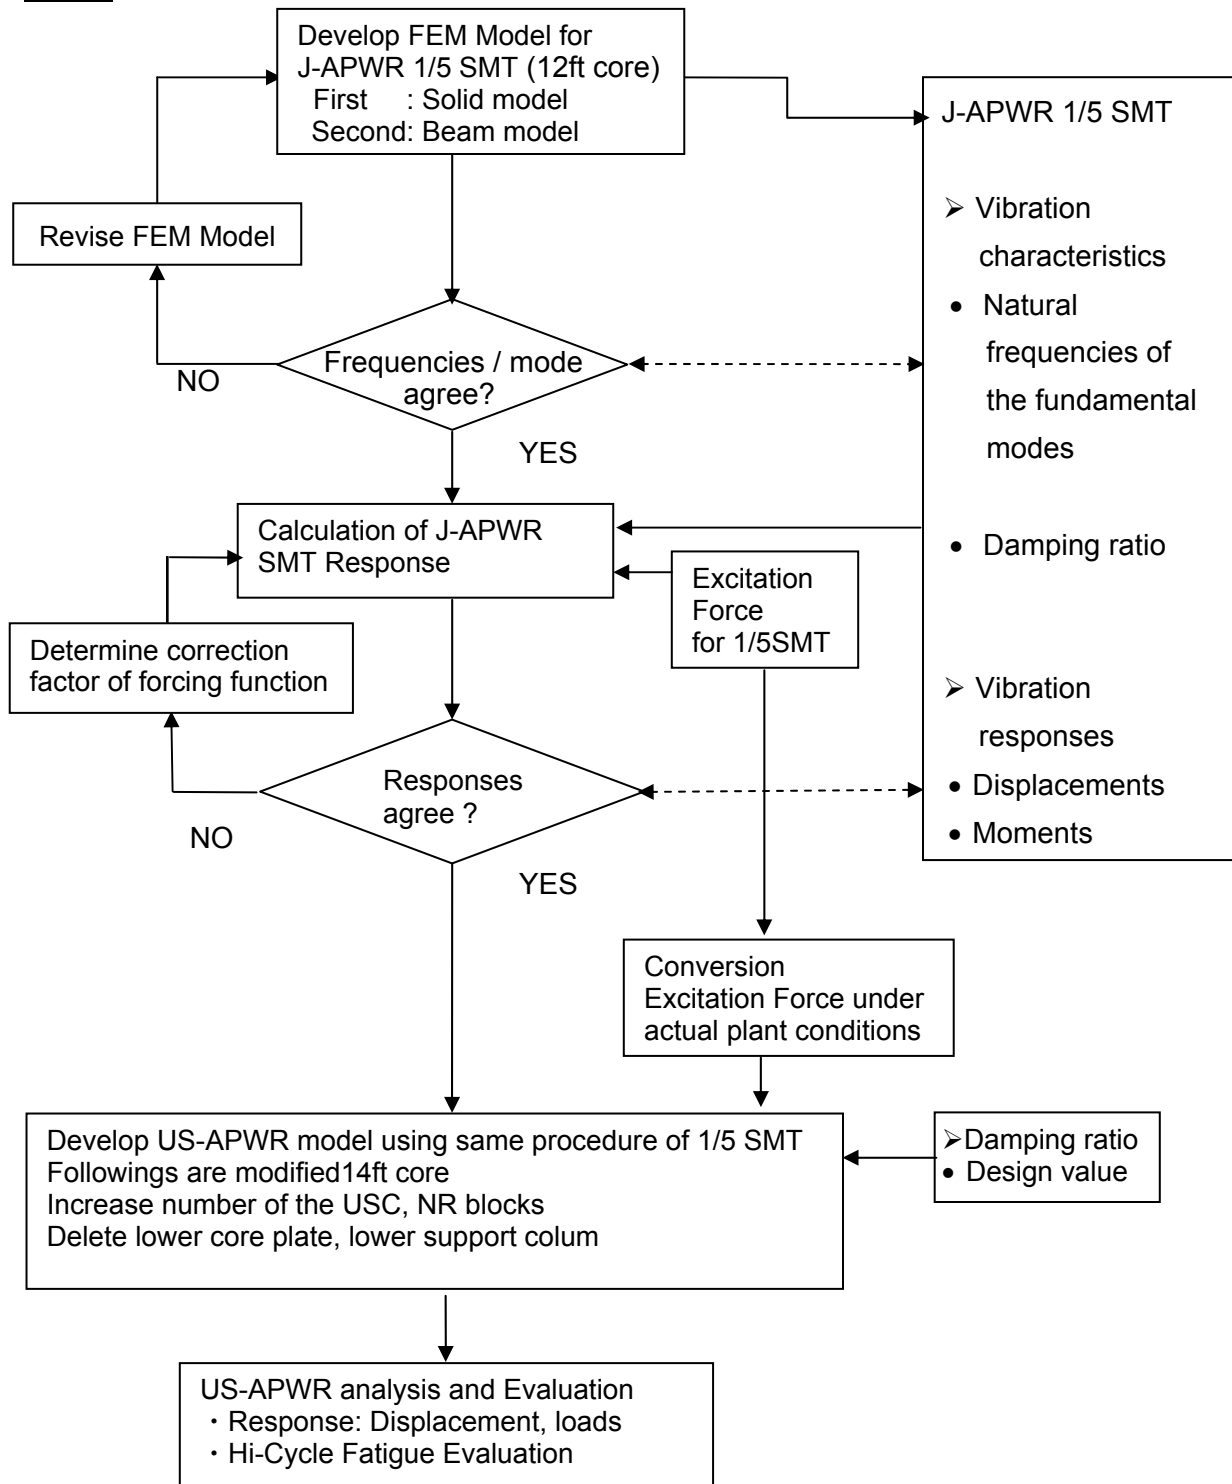 Develop FEM Model for
J-APWR 1/5 SMT (12ft core)
First : Solid model
Second: Beam model
J-APWR 1/5 SMT
➢ Vibration
characteristics
• Natural
frequencies of
the fundamental
modes
• Damping ratio
➢ Vibration
responses
• Displacements
• Moments
Revise FEM Model
Frequencies / mode
agree?
NO
YES
Calculation of J-APWR
SMT Response
Excitation
Force
for 1/5SMT
Determine correction
factor of forcing function
Responses
agree ?
NO
YES
Conversion
Excitation Force under
actual plant conditions
Develop US-APWR model using same procedure of 1/5 SMT
Followings are modified14ft core
Increase number of the USC, NR blocks
Delete lower core plate, lower support colum
➢Damping ratio
• Design value
US-APWR analysis and Evaluation
・Response: Displacement, loads
・Hi-Cycle Fatigue Evaluation